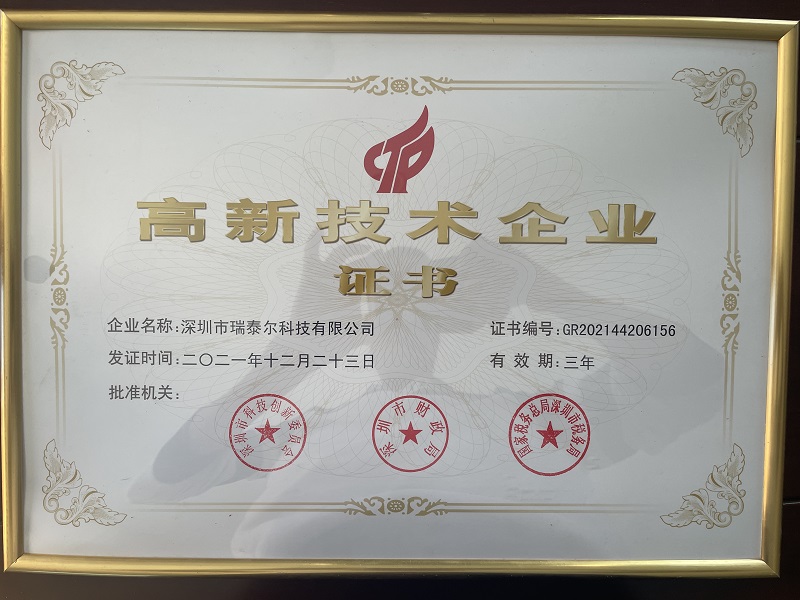 CTP
高新技术企业
证书
企业名称:深圳市瑞泰尔科技有限公司
证书编号:GR202144206156
发证时间:二〇二一年十二月二十三日
有效期:三年
批准机关:
深圳市科技创新委员会
深圳市财政局
国家税务总局深圳市税务局